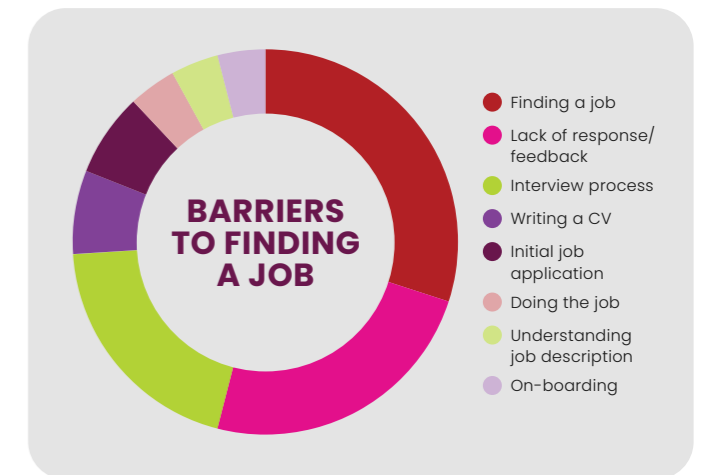 BARRIERS
TO FINDING
A JOB
Finding a job
Lack of response/
feedback
Interview process
Writing a CV
Initial job
application
Doing the job
Understanding
job description
On-boarding